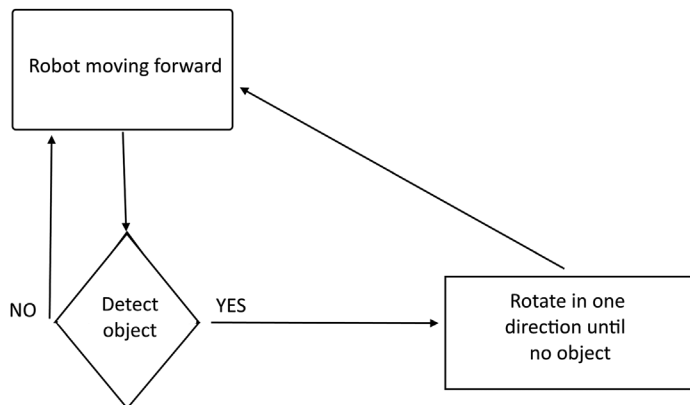 Robot moving forward
NO
Detect
object
YES
Rotate in one
direction until
no object